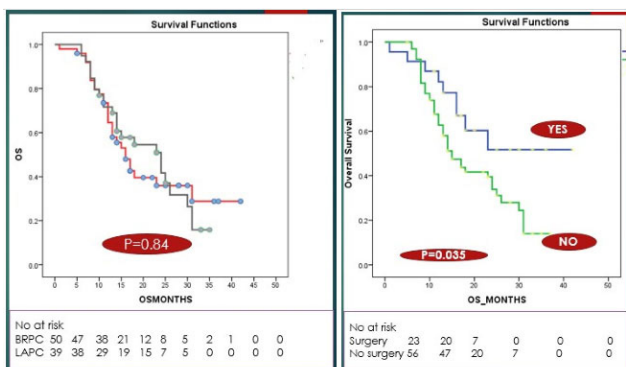 Survival Functions
OS
1.0
0.8
0.6
0.4
0.2
0.0
P=0.84
0 5 10 15 20 25 30 35 40 45 50
OSMONTHS
No at risk
BRPC 50 47 38 21 12 8 5 2 1 0 0
LAPC 39 38 29 19 15 7 5 0 0 0 0
Survival Functions
Overall Survival
1.0
0.8
0.6
0.4
0.2
0.0
YES
NO
P=0.035
0 10 20 30 40 50
OS_MONTHS
No at risk
Surgery 23 20 7 0 0 0
No surgery 56 47 20 7 0 0 0